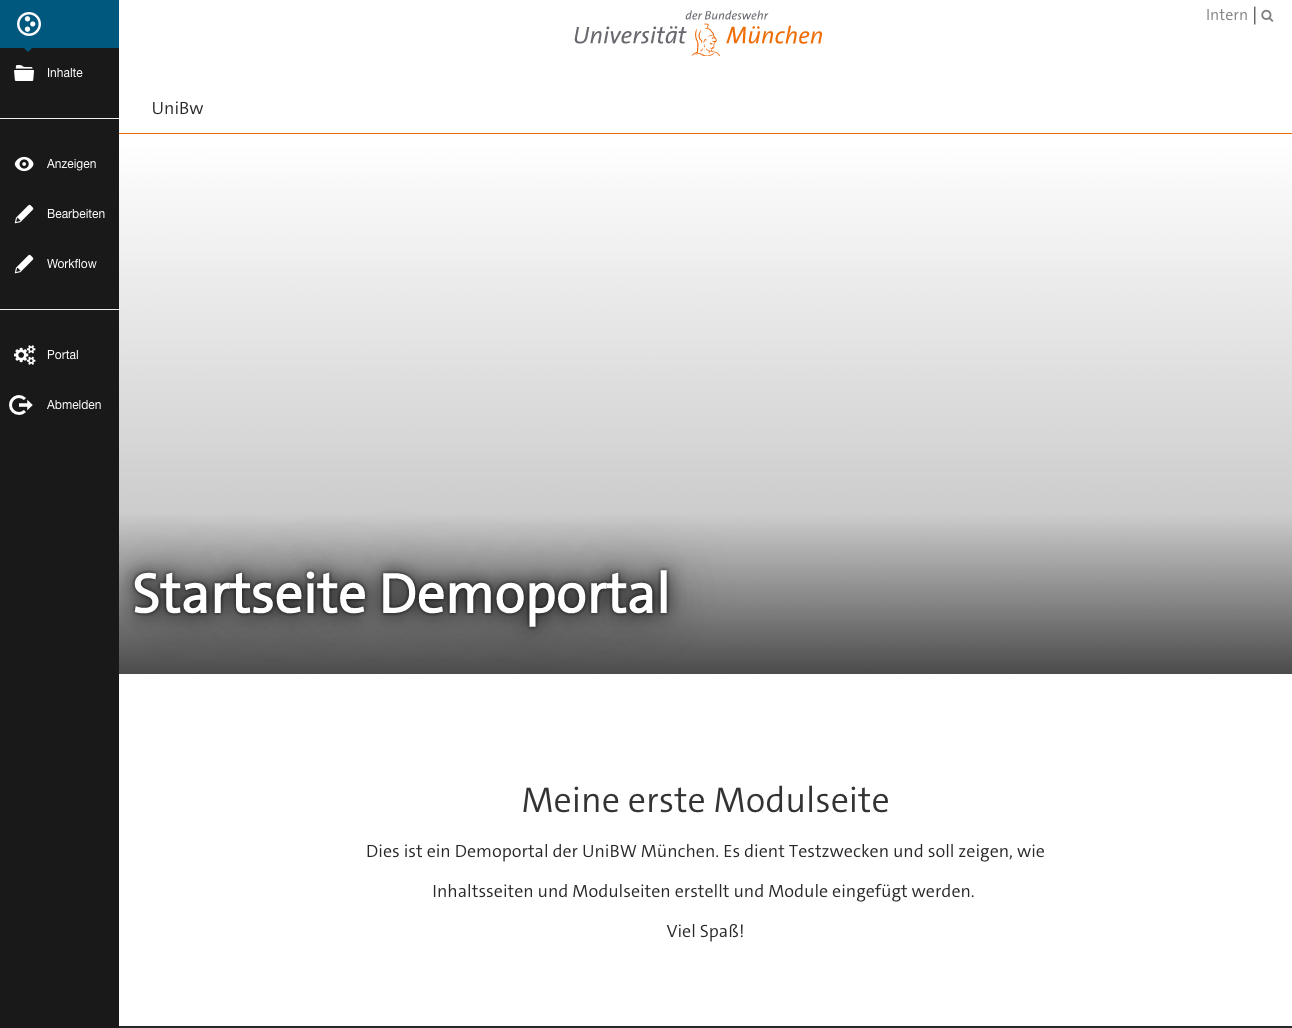 Inhalte
Anzeigen
Bearbeiten
Workflow
Portal
Abmelden
der Bundeswehr
Universität München
Intern |
UniBw
Startseite Demoportal
Meine erste Modulseite
Dies ist ein Demoportal der UniBW München. Es dient Testzwecken und soll zeigen, wie
Inhaltsseiten und Modulseiten erstellt und Module eingefügt werden.
Viel Spaß!